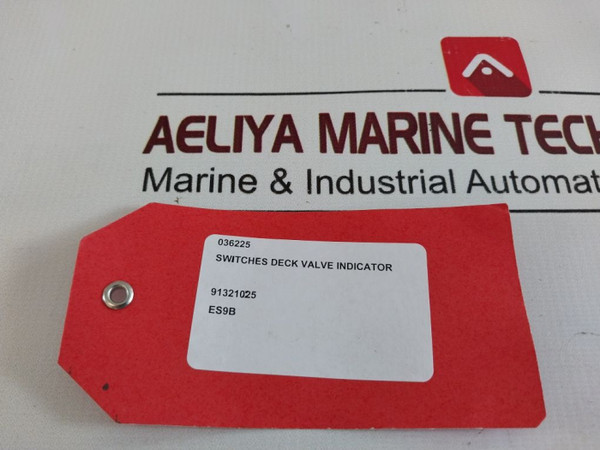 AELIYA MARINE TECH
Marine & Industrial Automat
036225
SWITCHES DECK VALVE INDICATOR
91321025
ES9B